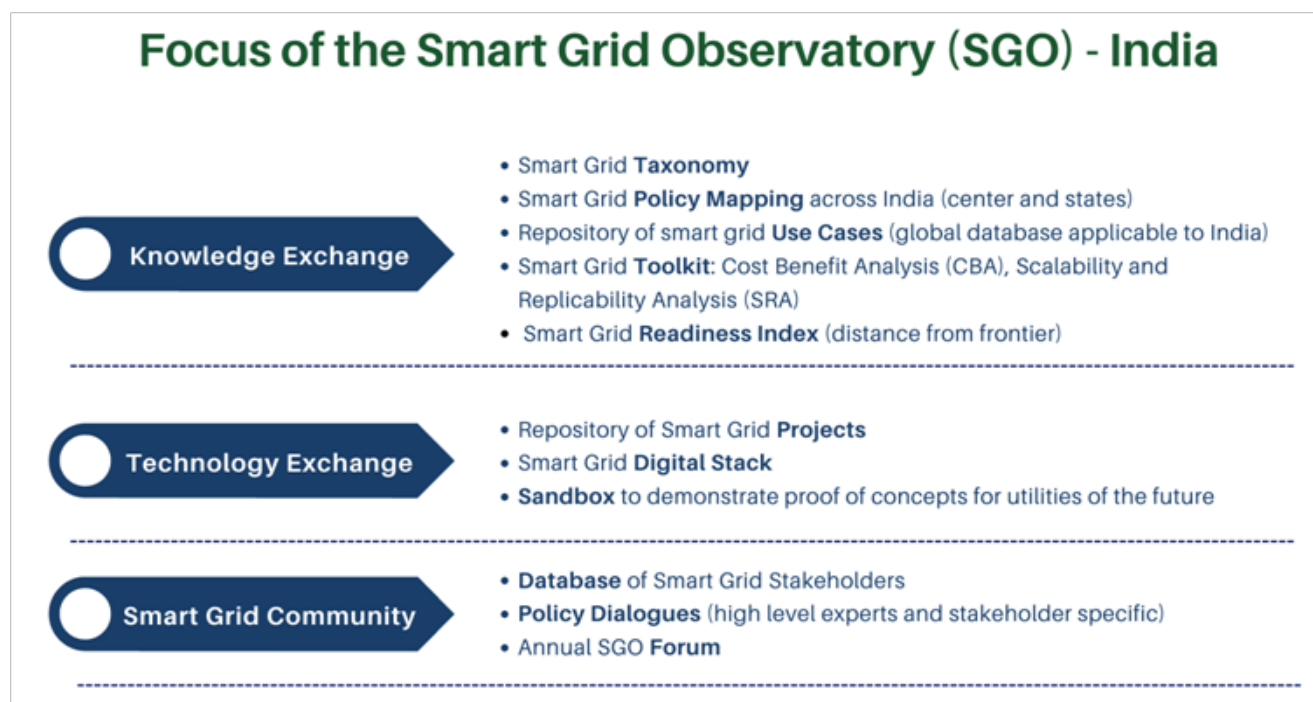 Focus of the Smart Grid Observatory (SGO) - India
Knowledge Exchange
• Smart Grid Taxonomy
• Smart Grid Policy Mapping across India (center and states)
• Repository of smart grid Use Cases (global database applicable to India)
• Smart Grid Toolkit: Cost Benefit Analysis (CBA), Scalability and
Replicability Analysis (SRA)
• Smart Grid Readiness Index (distance from frontier)
Technology Exchange
• Repository of Smart Grid Projects
• Smart Grid Digital Stack
• Sandbox to demonstrate proof of concepts for utilities of the future
Smart Grid Community
• Database of Smart Grid Stakeholders
• Policy Dialogues (high level experts and stakeholder specific)
• Annual SGO Forum